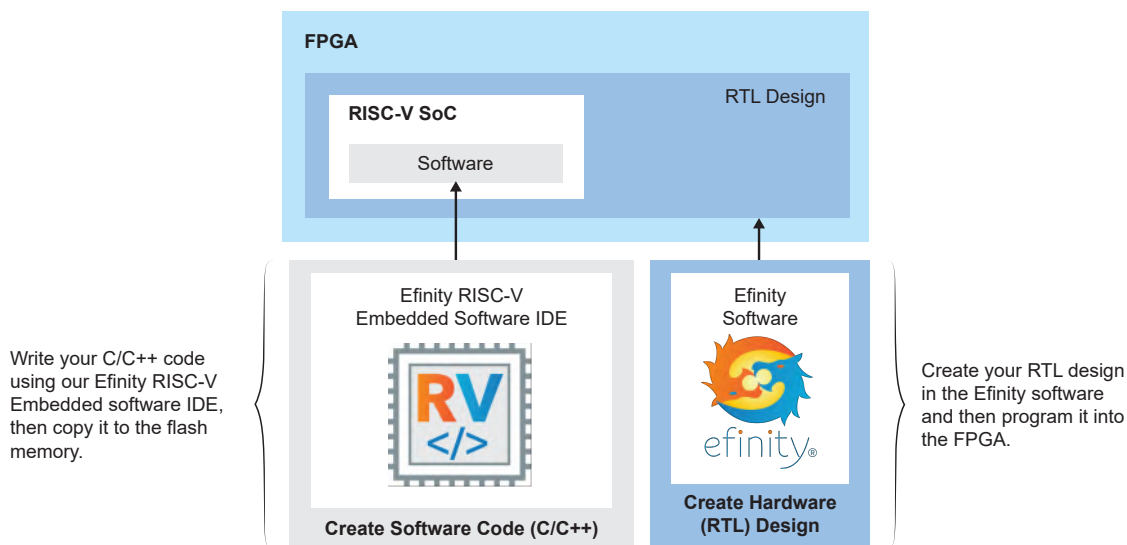 FPGA
RTL Design
RISC-V SoC
Software
Efinity RISC-V
Embedded Software IDE
RV
</>
Create Software Code (C/C++)
Efinity
Software
efinity®
Create Hardware
(RTL) Design
Write your C/C++ code
using our Efinity RISC-V
Embedded software IDE,
then copy it to the flash
memory.
Create your RTL design
in the Efinity software
and then program it into
the FPGA.